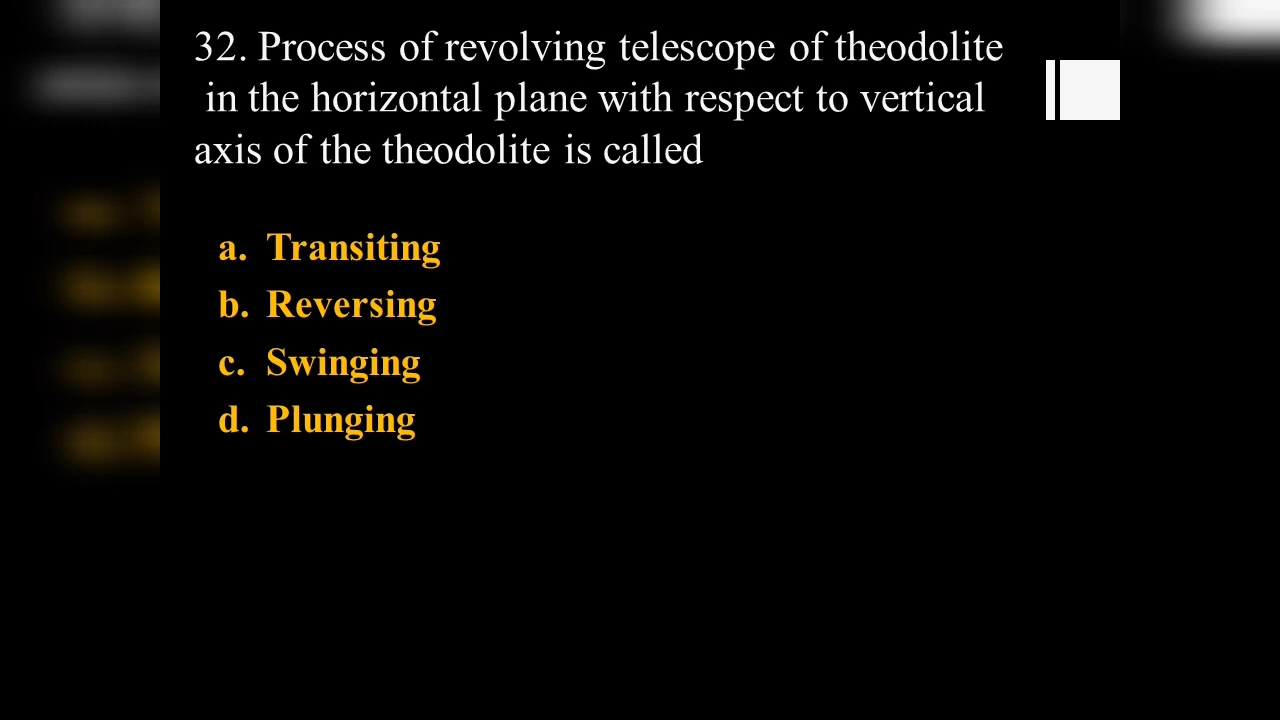 32. Process of revolving telescope of theodolite
in the horizontal plane with respect to vertical
axis of the theodolite is called
a. Transiting
b. Reversing
c. Swinging
d. Plunging